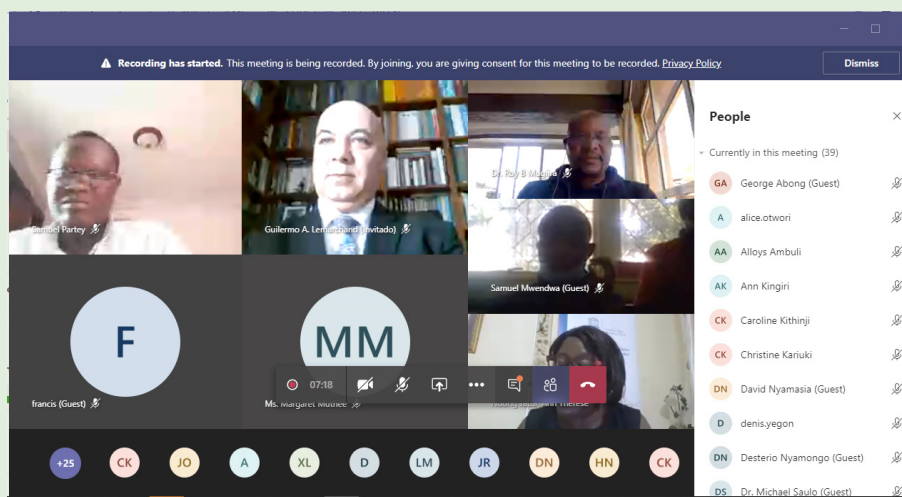 Recording has started. This meeting is being recorded. By joining, you are giving consent for this meeting to be recorded. Privacy Policy
Dismiss
Samuel Partey
Guilermo A. Lemarchand (Invitado)
Dr. Roy B Mugiira
Samuel Mwendwa (Guest)
F
francis (Guest)
MM
Ms. Margaret Muthee
07:18
+25
CK
JO
A
XL
D
LM
JR
DN
HN
CK
People
Currently in this meeting (39)
GA George Abong (Guest)
A alice.otwori
AA Alloys Ambuli
AK Ann Kingiri
CK Caroline Kithinji
CK Christine Kariuki
DN David Nyamasia (Guest)
D denis.yegon
DN Desterio Nyamongo (Guest)
DS Dr. Michael Saulo (Guest)